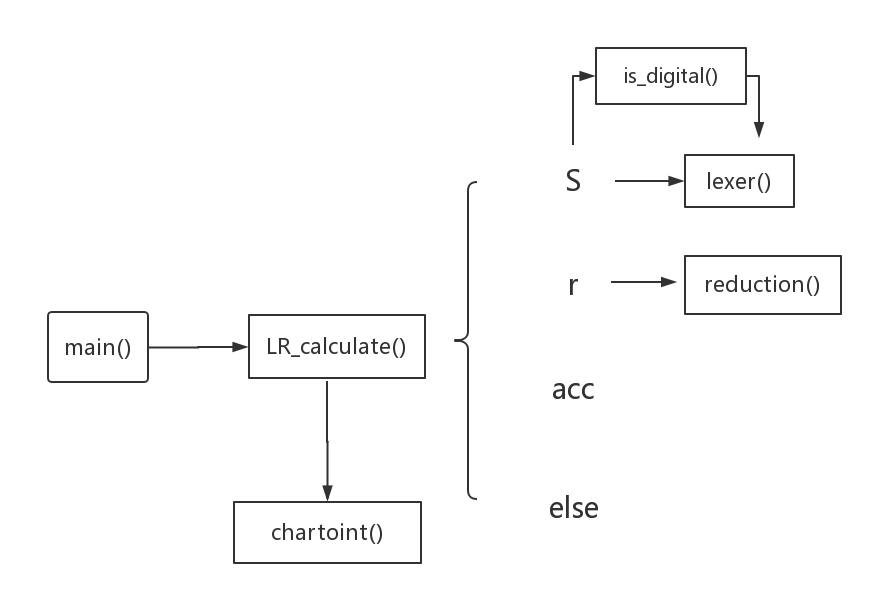 is_digital()
S
lexer()
r
reduction()
main()
LR_calculate()
acc
else
chartoint()